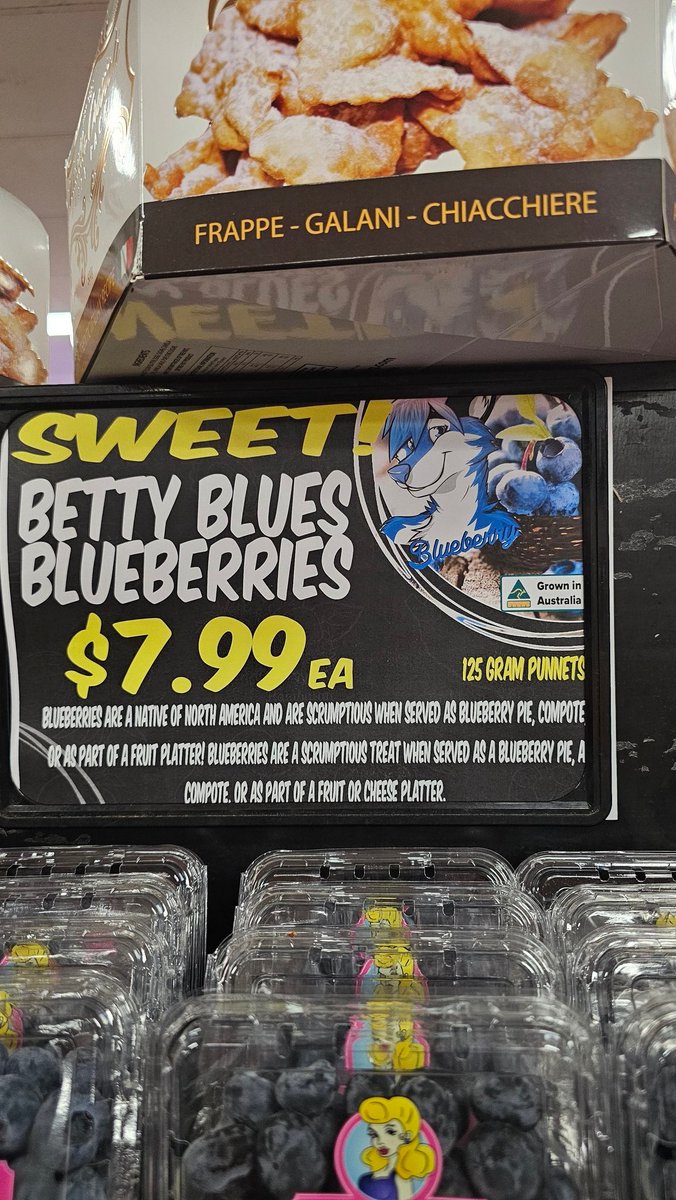 FRAPPE - GALANI - CHIACCHIERE
SWEET!
BETTY BLUES
BLUEBERRIES
Blueberry
Grown in
Australia
$7.99 EA
125 GRAM PUNNETS
BLUEBERRIES ARE A NATIVE OF NORTH AMERICA AND ARE SCRUMPTIOUS WHEN SERVED AS BLUEBERRY PIE, COMPOTE
OR AS PART OF A FRUIT PLATTER! BLUEBERRIES ARE A SCRUMPTIOUS TREAT WHEN SERVED AS A BLUEBERRY PIE, A
COMPOTE. OR AS PART OF A FRUIT OR CHEESE PLATTER.